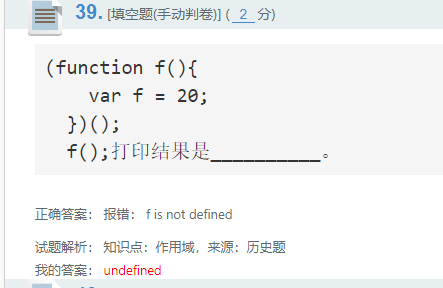 39. [填空题(手动判卷)] ( 2 分)
(function f(){
var f = 20;
})();
f();打印结果是__________。
正确答案： 报错： f is not defined
试题解析： 知识点：作用域，来源：历史题
我的答案： undefined